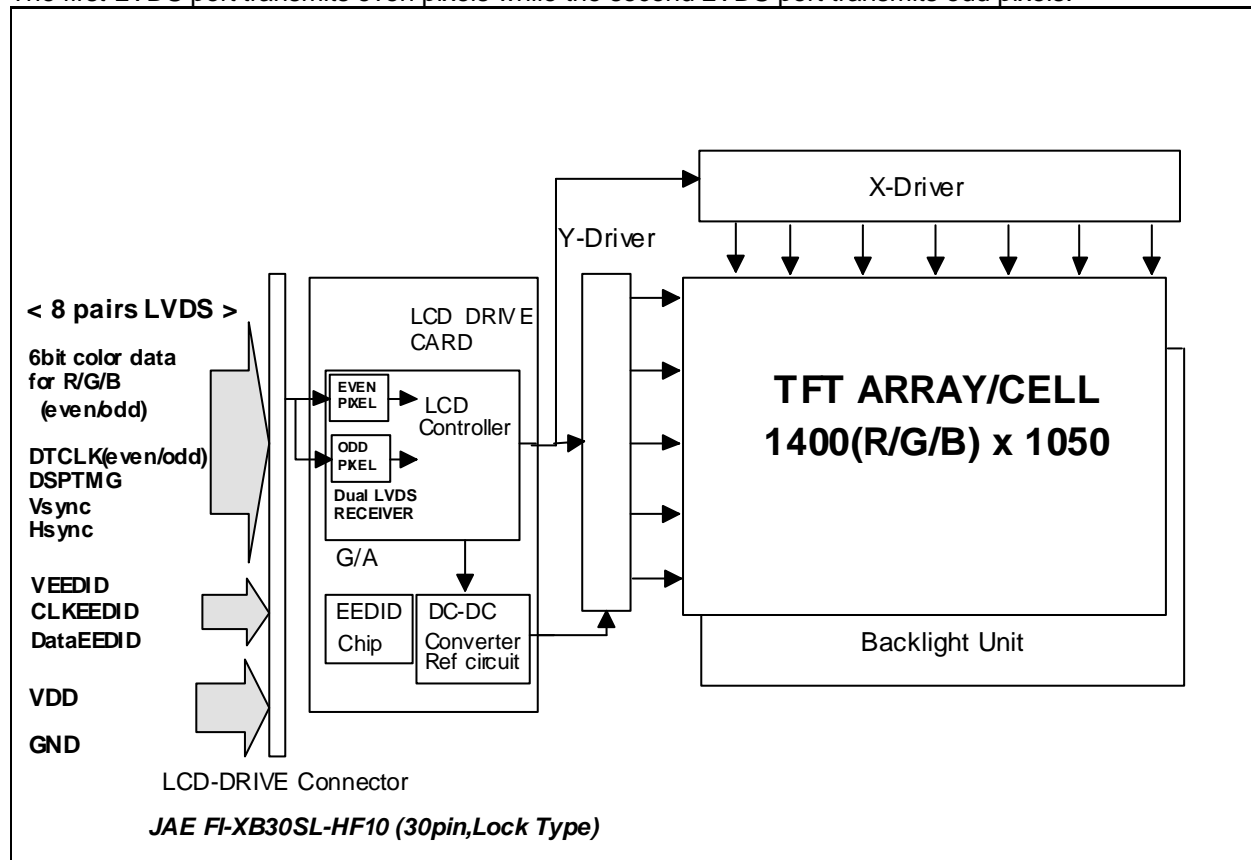 The first LVDS port transmits even pixels while the second LVDS port transmits odd pixels.
X-Driver
Y-Driver
< 8 pairs LVDS >
6bit color data
for R/G/B
(even/odd)
DTCLK(even/odd)
DSPTMG
Vsync
Hsync
VEEDID
CLKEEDID
DataEEDID
VDD
GND
LCD DRIVE
CARD
EVEN
PIXEL
LCD
Controller
ODD
PIXEL
Dual LVDS
RECEIVER
G/A
EEDID
Chip
DC-DC
Converter
Ref circuit
TFT ARRAY/CELL
1400(R/G/B) x 1050
Backlight Unit
LCD-DRIVE Connector
JAE FI-XB30SL-HF10 (30pin,Lock Type)